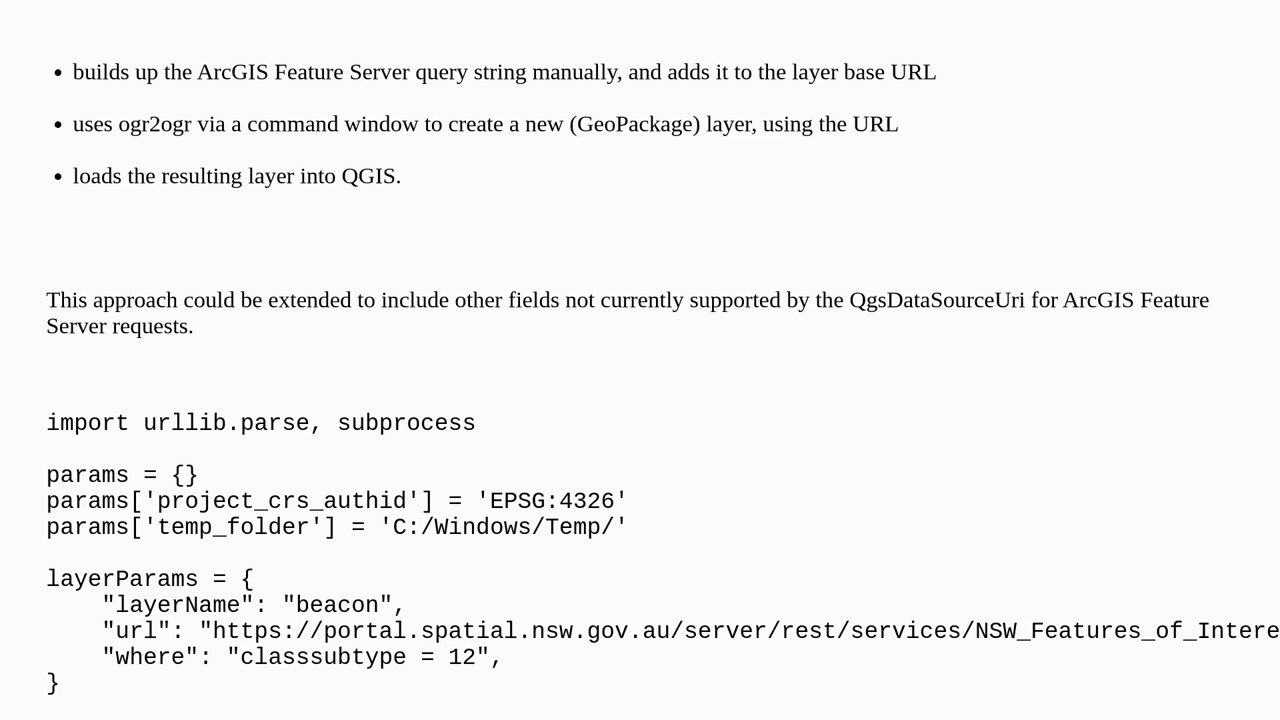 • builds up the ArcGIS Feature Server query string manually, and adds it to the layer base URL
• uses ogr2ogr via a command window to create a new (GeoPackage) layer, using the URL
• loads the resulting layer into QGIS.
This approach could be extended to include other fields not currently supported by the QgsDataSourceUri for ArcGIS Feature
Server requests.
import urllib.parse, subprocess
params = {}
params['project_crs_authid'] = 'EPSG:4326'
params['temp_folder'] = 'C:/Windows/Temp/'
layerParams = {
    "layerName": "beacon",
    "url": "https://portal.spatial.nsw.gov.au/server/rest/services/NSW_Features_of_Intere
    "where": "classsubtype = 12",
}